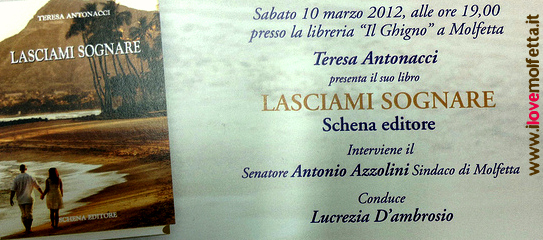 TERESA ANTONACCI
LASCIAMI SOGNARE
SCHENA EDITORE
Sabato 10 marzo 2012, alle ore 19,00
presso la libreria "Il Ghigno" a Molfetta
Teresa Antonacci
presenta il suo libro
LASCIAMI SOGNARE
Schena editore
Interviene il
Senatore Antonio Azzolini Sindaco di Molfetta
Conduce
Lucrezia D'ambrosio
www.ilovemolfetta.it